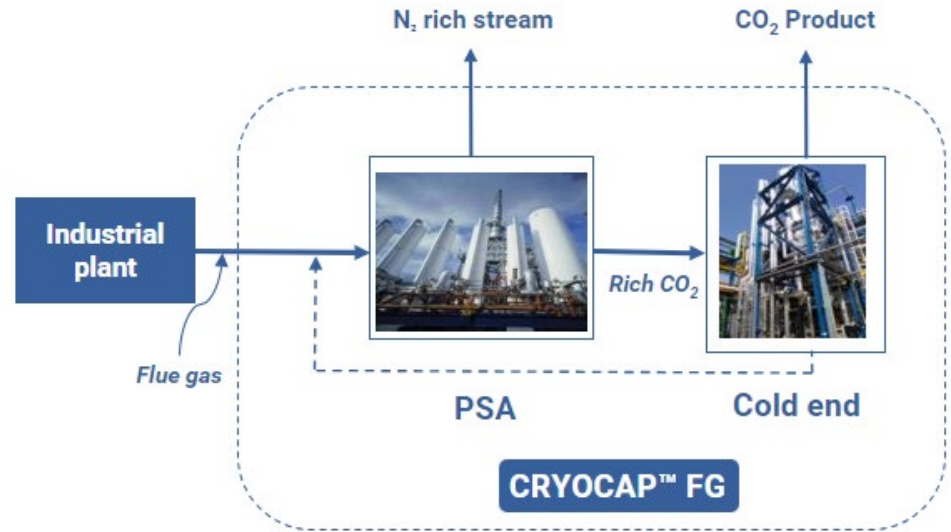 N₂ rich stream
CO₂ Product
Industrial
plant
Rich CO₂
Flue gas
PSA
Cold end
CRYOCAP™ FG